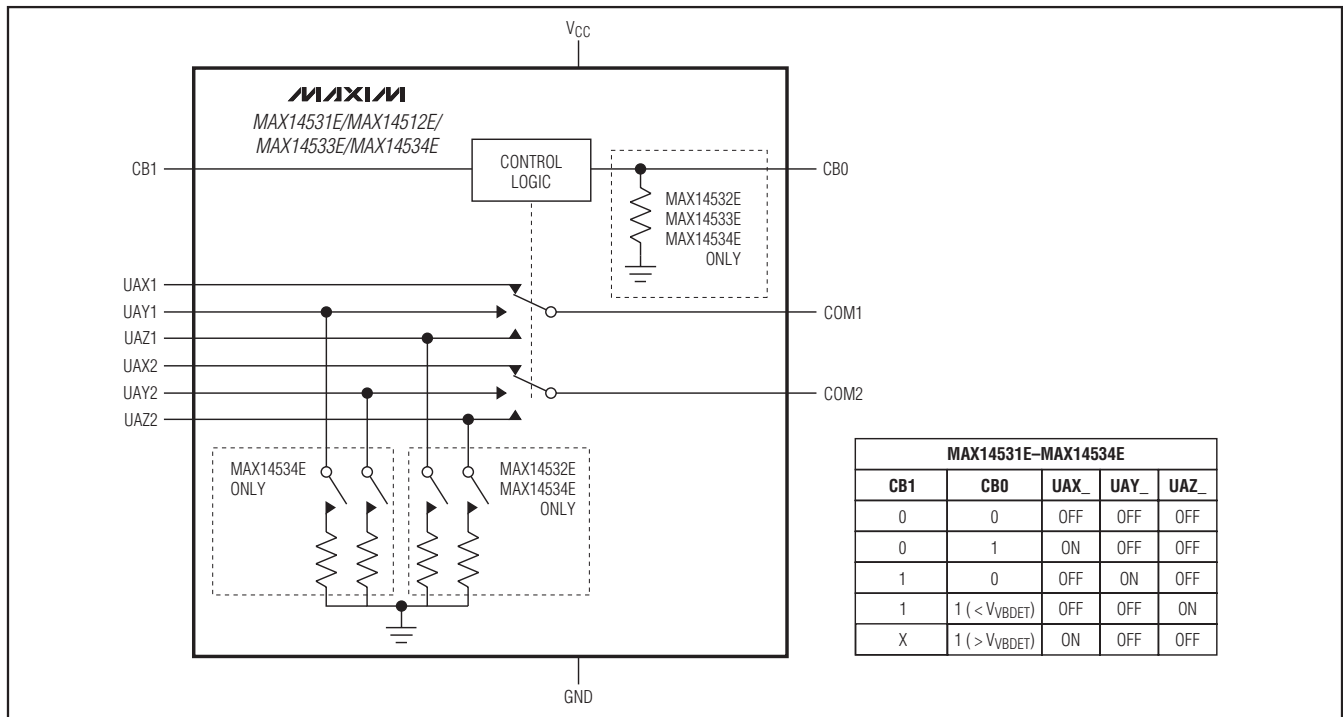 VCC
MAXIM
MAX14531E/MAX14512E/
MAX14533E/MAX14534E
CB1
CONTROL
LOGIC
CB0
MAX14532E
MAX14533E
MAX14534E
ONLY
UAX1
UAY1
UAZ1
UAX2
UAY2
UAZ2
COM1
COM2
MAX14534E
ONLY
MAX14532E
MAX14534E
ONLY
GND
MAX14531E–MAX14534E
CB1 CB0 UAX_ UAY_ UAZ_
0 0 OFF OFF OFF
0 1 ON OFF OFF
1 0 OFF ON OFF
1 1 ( < VVBDET) OFF OFF ON
X 1 ( > VVBDET) ON OFF OFF